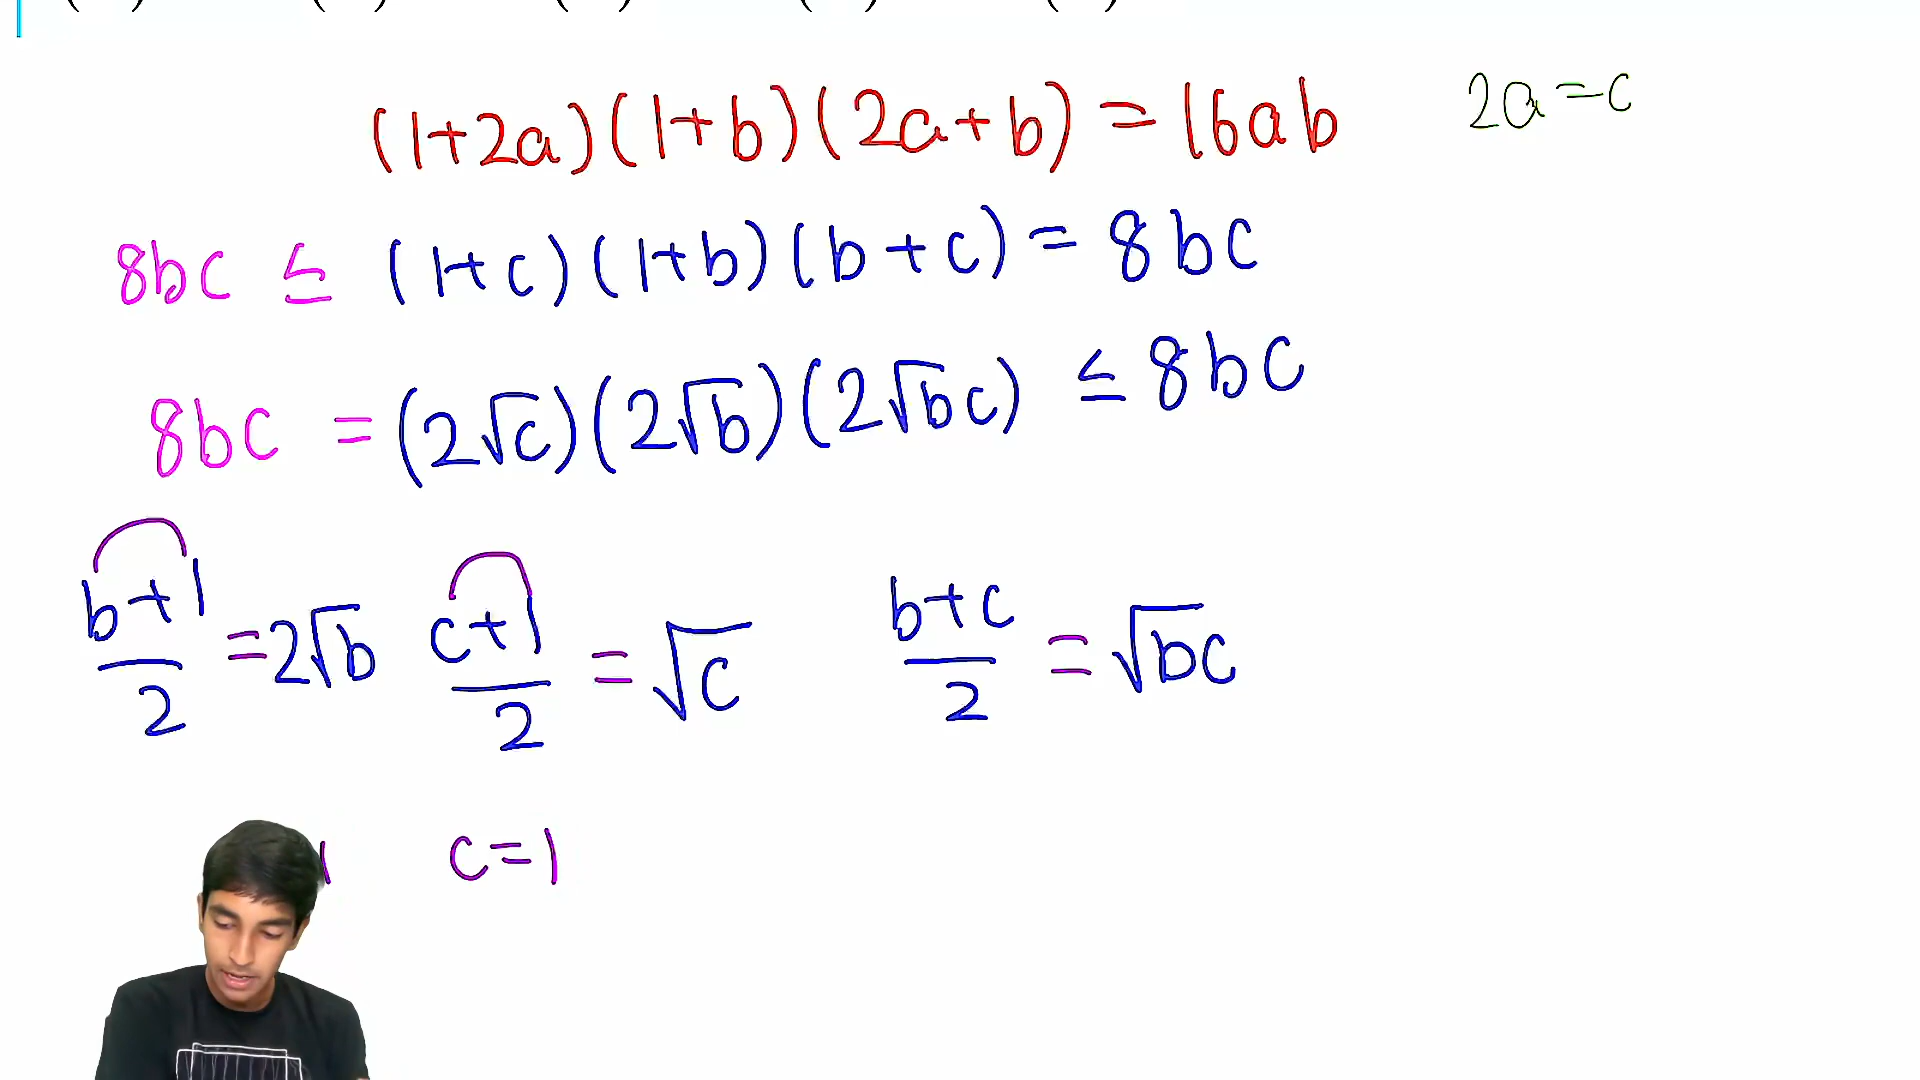 (1+2a)(1+b)(2a+b) = 16ab 2a=c
8bc ≤ (1+c)(1+b)(b+c) = 8bc
8bc = (2√c)(2√b)(2√bc) ≤ 8bc
(b+1)/2 = 2√b (c+1)/2 = √c (b+c)/2 = √bc
1 c=1